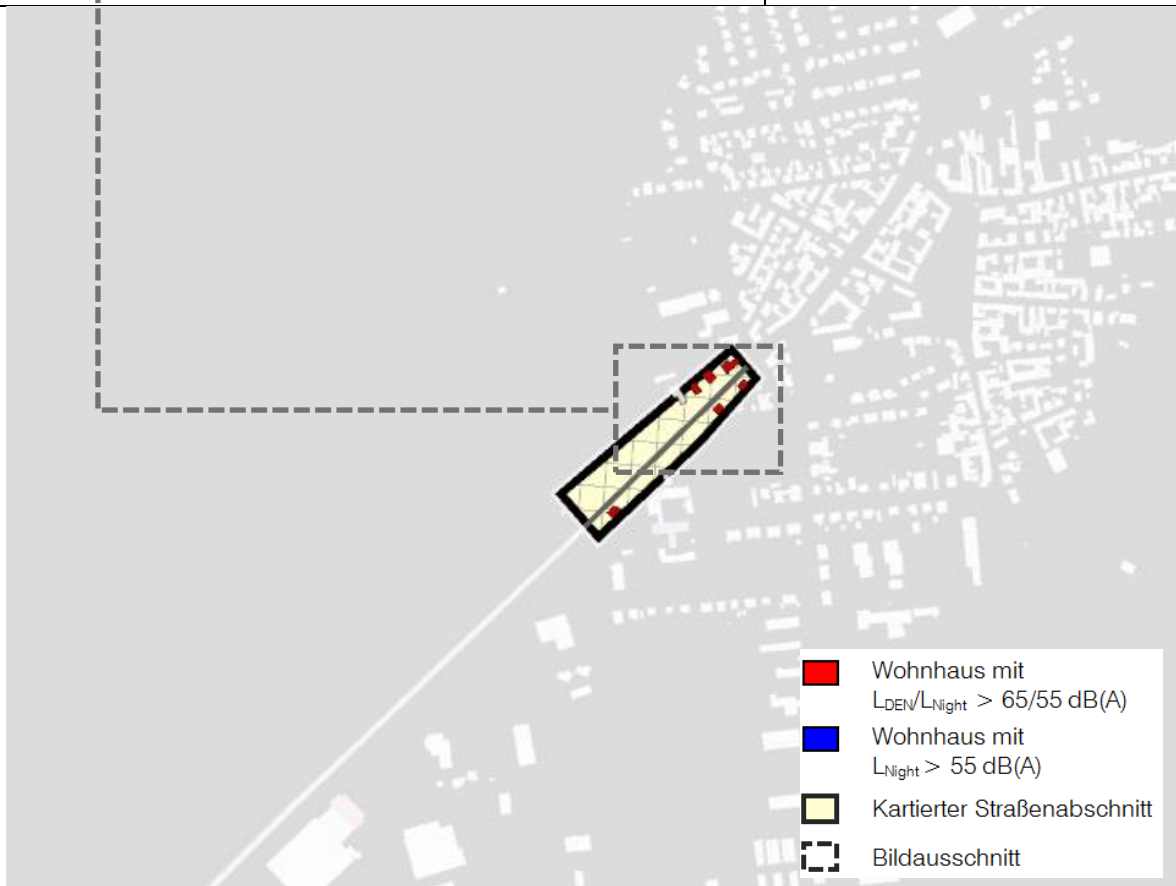 Wohnhaus mit
LDEN/LNight > 65/55 dB(A)
Wohnhaus mit
LNight > 55 dB(A)
Kartierter Straßenabschnitt
Bildausschnitt